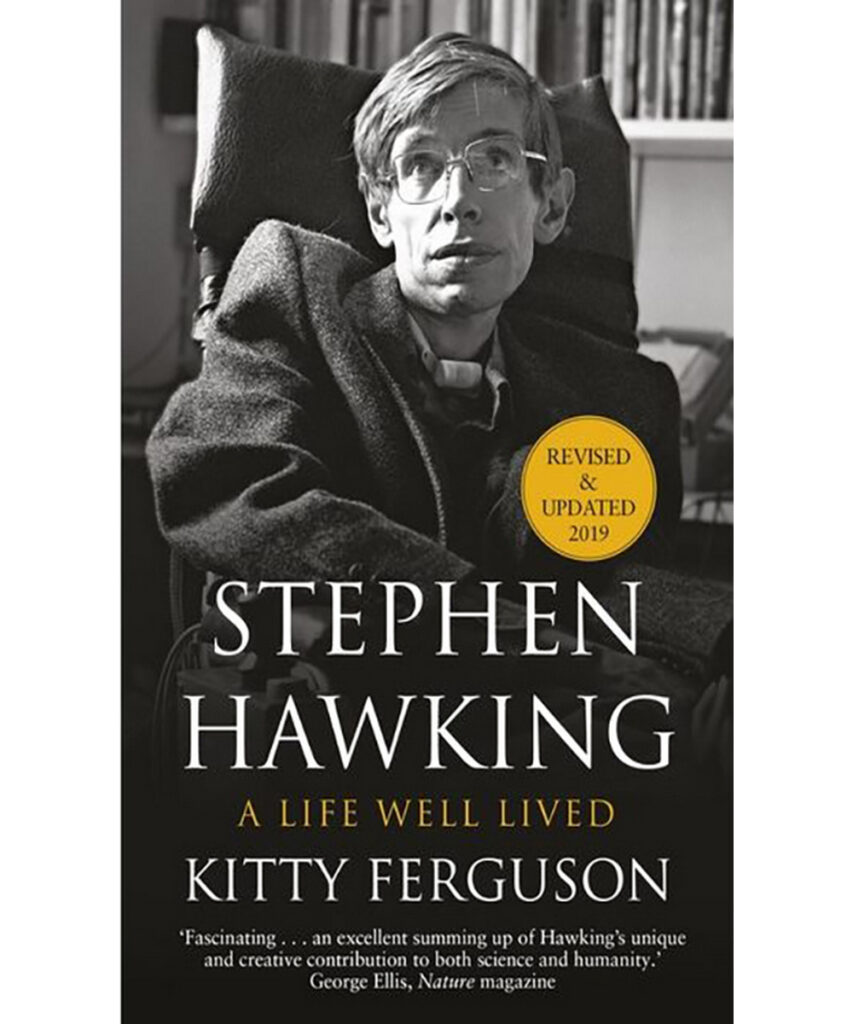 REVISED
&
UPDATED
2019
STEPHEN
HAWKING
A LIFE WELL LIVED
KITTY FERGUSON
‘Fascinating . . . an excellent summing up of Hawking’s unique
and creative contribution to both science and humanity.’
George Ellis, Nature magazine